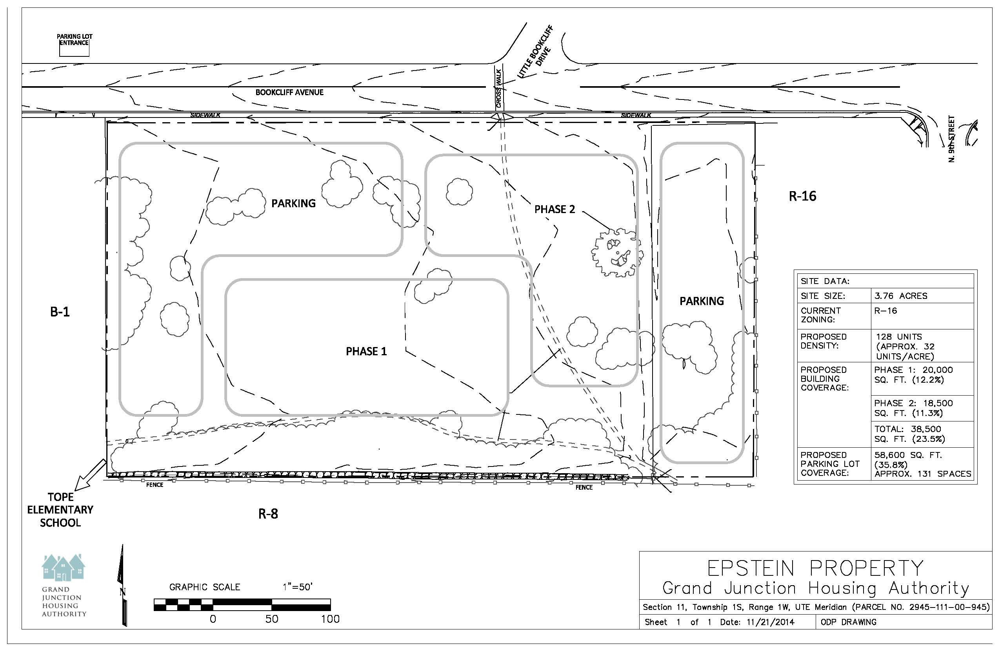 PARKING LOT
ENTRANCE
LITTLE BOOKCLIFF
DRIVE
CROSS WALK
BOOKCLIFF AVENUE
SIDEWALK
SIDEWALK
N. 9th STREET
R-16
PARKING
PHASE 2
B-1
PARKING
PHASE 1
SITE DATA:
SITE SIZE: 3.76 ACRES
CURRENT R-16
ZONING:
PROPOSED 128 UNITS
DENSITY: (APPROX. 32
UNITS/ACRE)
PROPOSED PHASE 1: 20,000
BUILDING SQ. FT. (12.2%)
COVERAGE:
PHASE 2: 18,500
SQ. FT. (11.3%)
TOTAL: 38,500
SQ. FT. (23.5%)
PROPOSED 58,600 SQ. FT.
PARKING LOT (35.8%)
COVERAGE: APPROX. 131 SPACES
FENCE
FENCE
TOPE
ELEMENTARY
SCHOOL
R-8
GRAND
JUNCTION
HOUSING
AUTHORITY
N
GRAPHIC SCALE 1"=50'
0 50 100
EPSTEIN PROPERTY
Grand Junction Housing Authority
Section 11, Township 1S, Range 1W, UTE Meridian (PARCEL NO. 2945-111-00-945)
Sheet 1 of 1 Date: 11/21/2014 ODP DRAWING